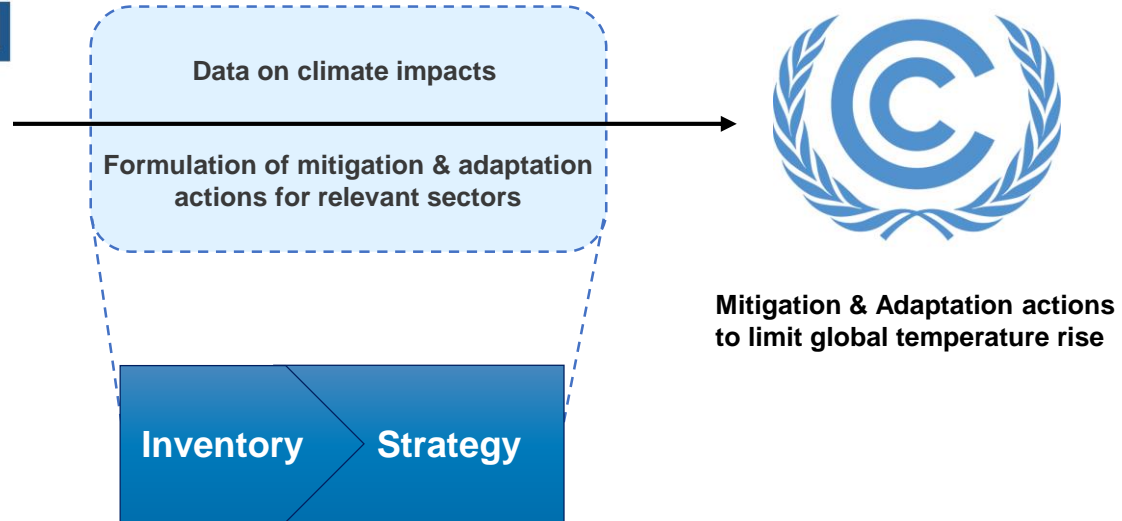 Data on climate impacts
Formulation of mitigation & adaptation
actions for relevant sectors
Mitigation & Adaptation actions
to limit global temperature rise
Inventory
Strategy